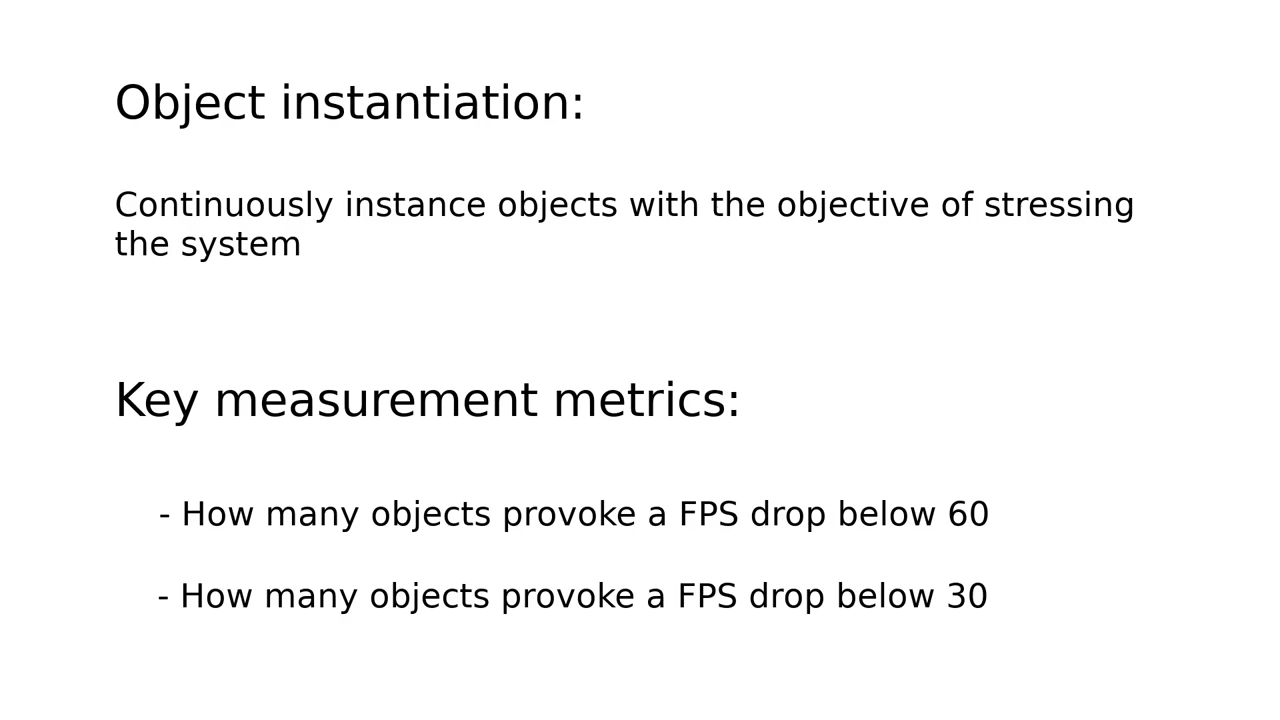 Object instantiation:
Continuously instance objects with the objective of stressing
the system
Key measurement metrics:
- How many objects provoke a FPS drop below 60
- How many objects provoke a FPS drop below 30